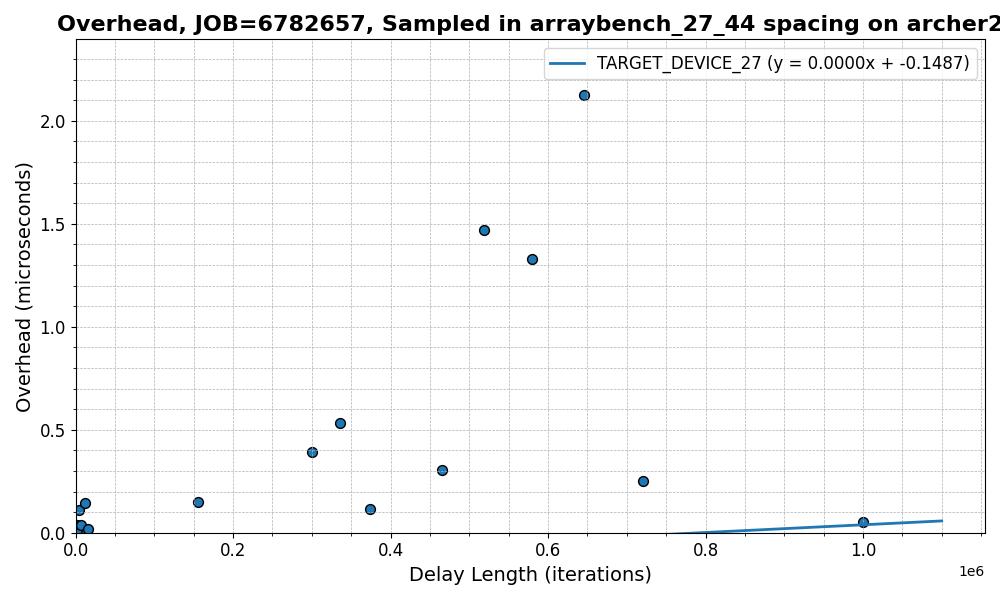 Overhead, JOB=6782657, Sampled in arraybench_27_44 spacing on archer2
TARGET_DEVICE_27 (y = 0.0000x + -0.1487)
Overhead (microseconds)
2.0
1.5
1.0
0.5
0.0
0.0 0.2 0.4 0.6 0.8 1.0
1e6
Delay Length (iterations)